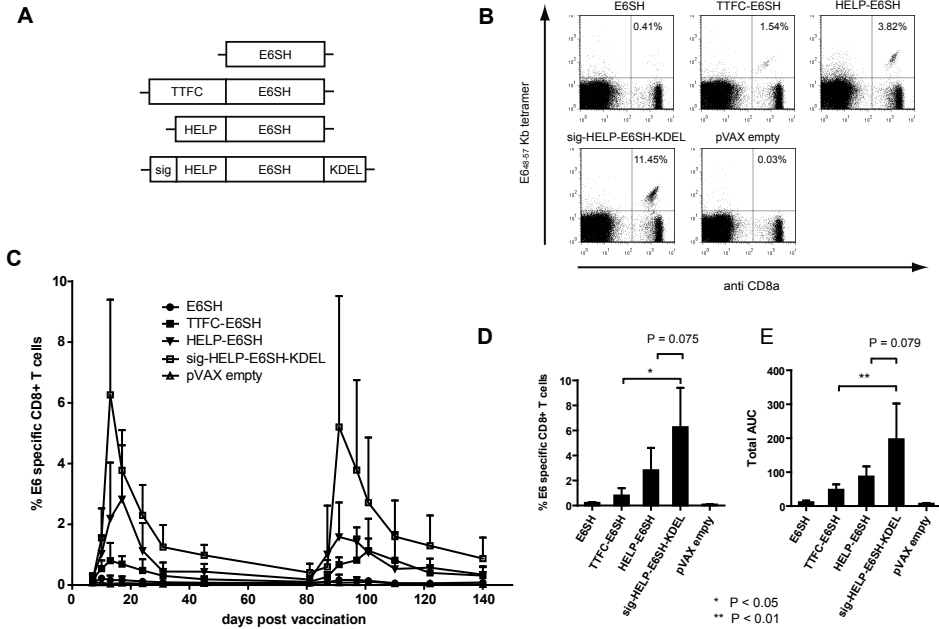 A
E6SH
TTFC E6SH
HELP E6SH
sig HELP E6SH KDEL
B
E6SH TTFC-E6SH HELP-E6SH
0.41% 1.54% 3.82%
sig-HELP-E6SH-KDEL pVAX empty
11.45% 0.03%
E6₄₈₋₅₇ Kb tetramer
anti CD8a
C
10
8
6
4
2
0
0 20 40 60 80 100 120 140
% E6 specific CD8+ T cells
days post vaccination
E6SH
TTFC-E6SH
HELP-E6SH
sig-HELP-E6SH-KDEL
pVAX empty
D
P = 0.075
*
10
8
6
4
2
0
% E6 specific CD8+ T cells
E6SH
TTFC-E6SH
HELP-E6SH
sig-HELP-E6SH-KDEL
pVAX empty
E
P = 0.079
**
400
300
200
100
0
Total AUC
E6SH
TTFC-E6SH
HELP-E6SH
sig-HELP-E6SH-KDEL
pVAX empty
* P < 0.05
** P < 0.01